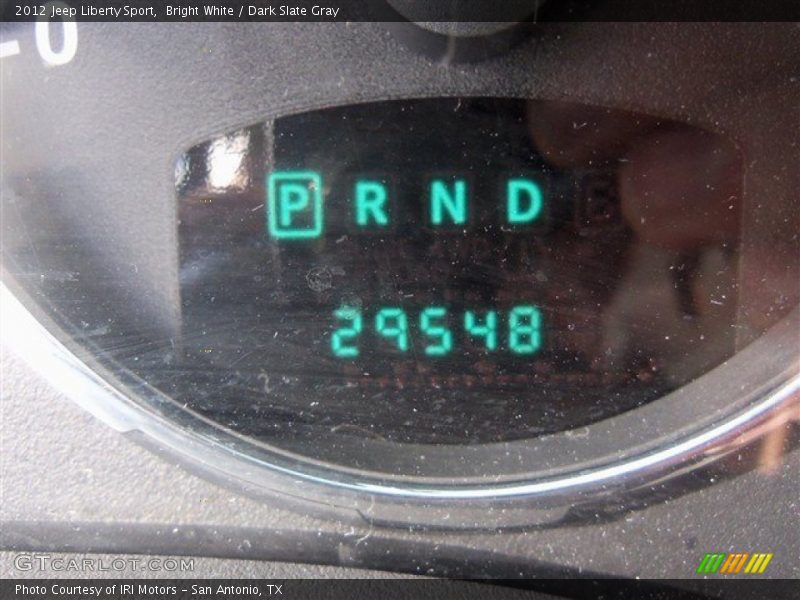 2012 Jeep Liberty Sport, Bright White / Dark Slate Gray
0
P R N D
29548
GTCARLOT.COM
Photo Courtesy of IRI Motors - San Antonio, TX